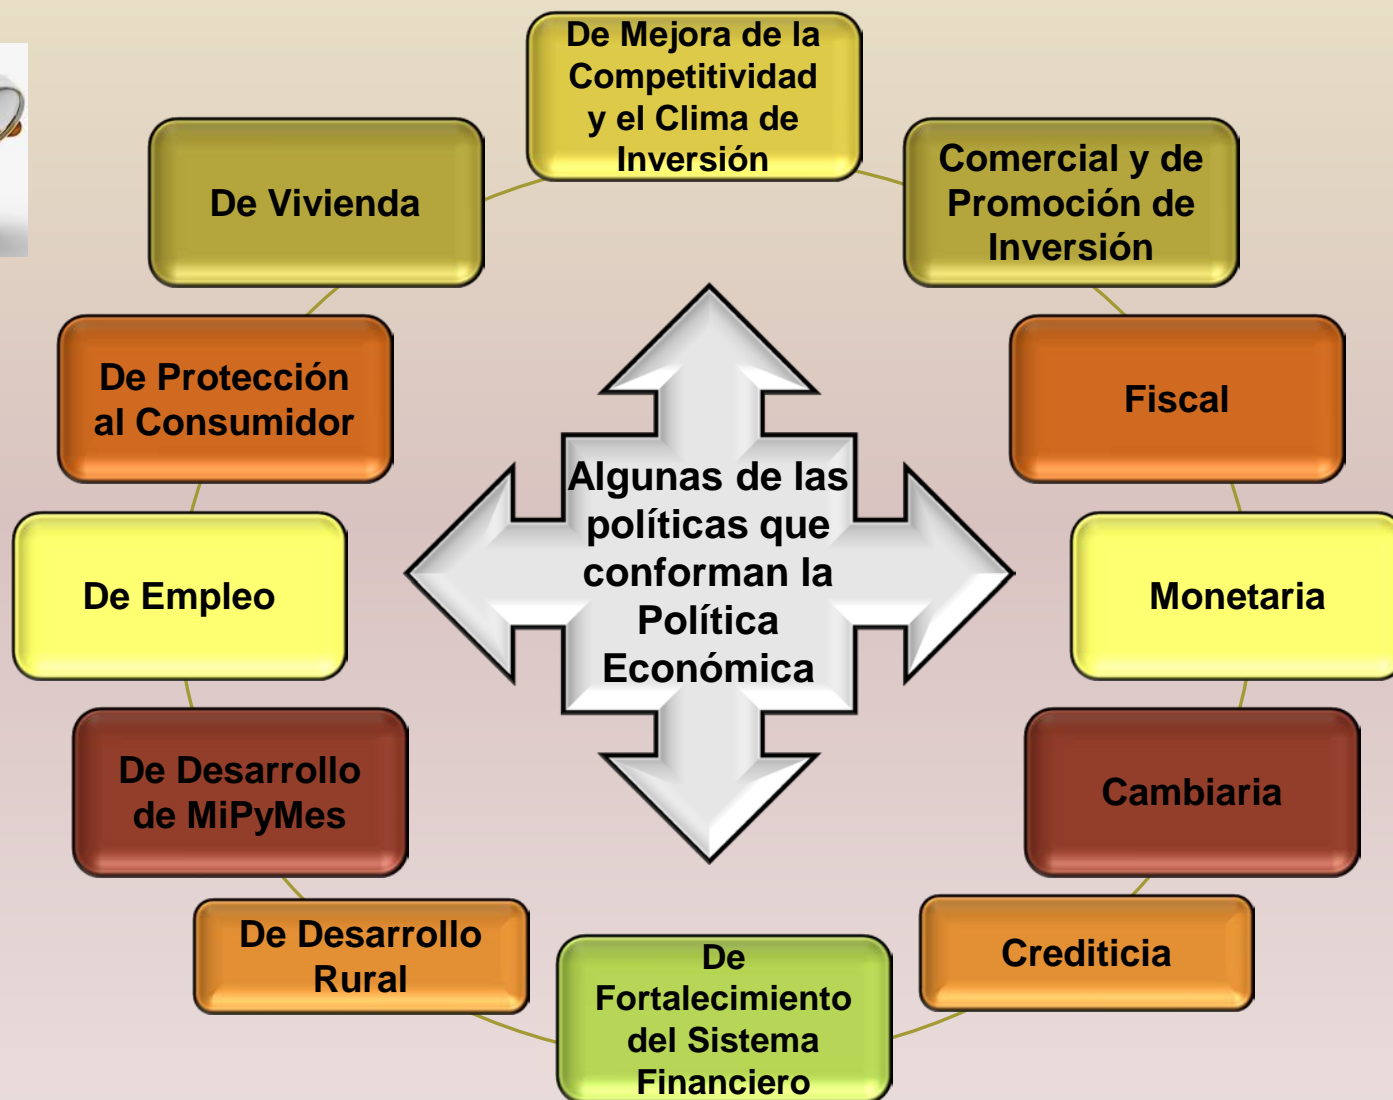 De Mejora de la
Competitividad
y el Clima de
Inversión
Comercial y de
Promoción de
Inversión
Fiscal
Monetaria
Cambiaria
Crediticia
De
Fortalecimiento
del Sistema
Financiero
De Desarrollo
Rural
De Desarrollo
de MiPyMes
De Empleo
De Protección
al Consumidor
De Vivienda
Algunas de las
políticas que
conforman la
Política
Económica